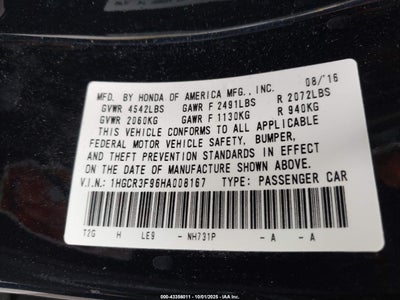 MFD. BY HONDA OF AMERICA MFG., INC. 08/'16
GVWR 4542LBS GAWR F 2491LBS R 2072LBS
GVWR 2060KG GAWR F 1130KG R 940KG
THIS VEHICLE CONFORMS TO ALL APPLICABLE
FEDERAL MOTOR VEHICLE SAFETY, BUMPER,
AND THEFT PREVENTION STANDARDS IN EFFECT
ON THE DATE OF MANUFACTURE SHOWN ABOVE.
V.I.N.: 1HGCR3F96HA008167 TYPE: PASSENGER CAR
T2G H LE9 - NH731P - A - A
ID: 43358011 - 10/01/2025 - © IAA, Inc.